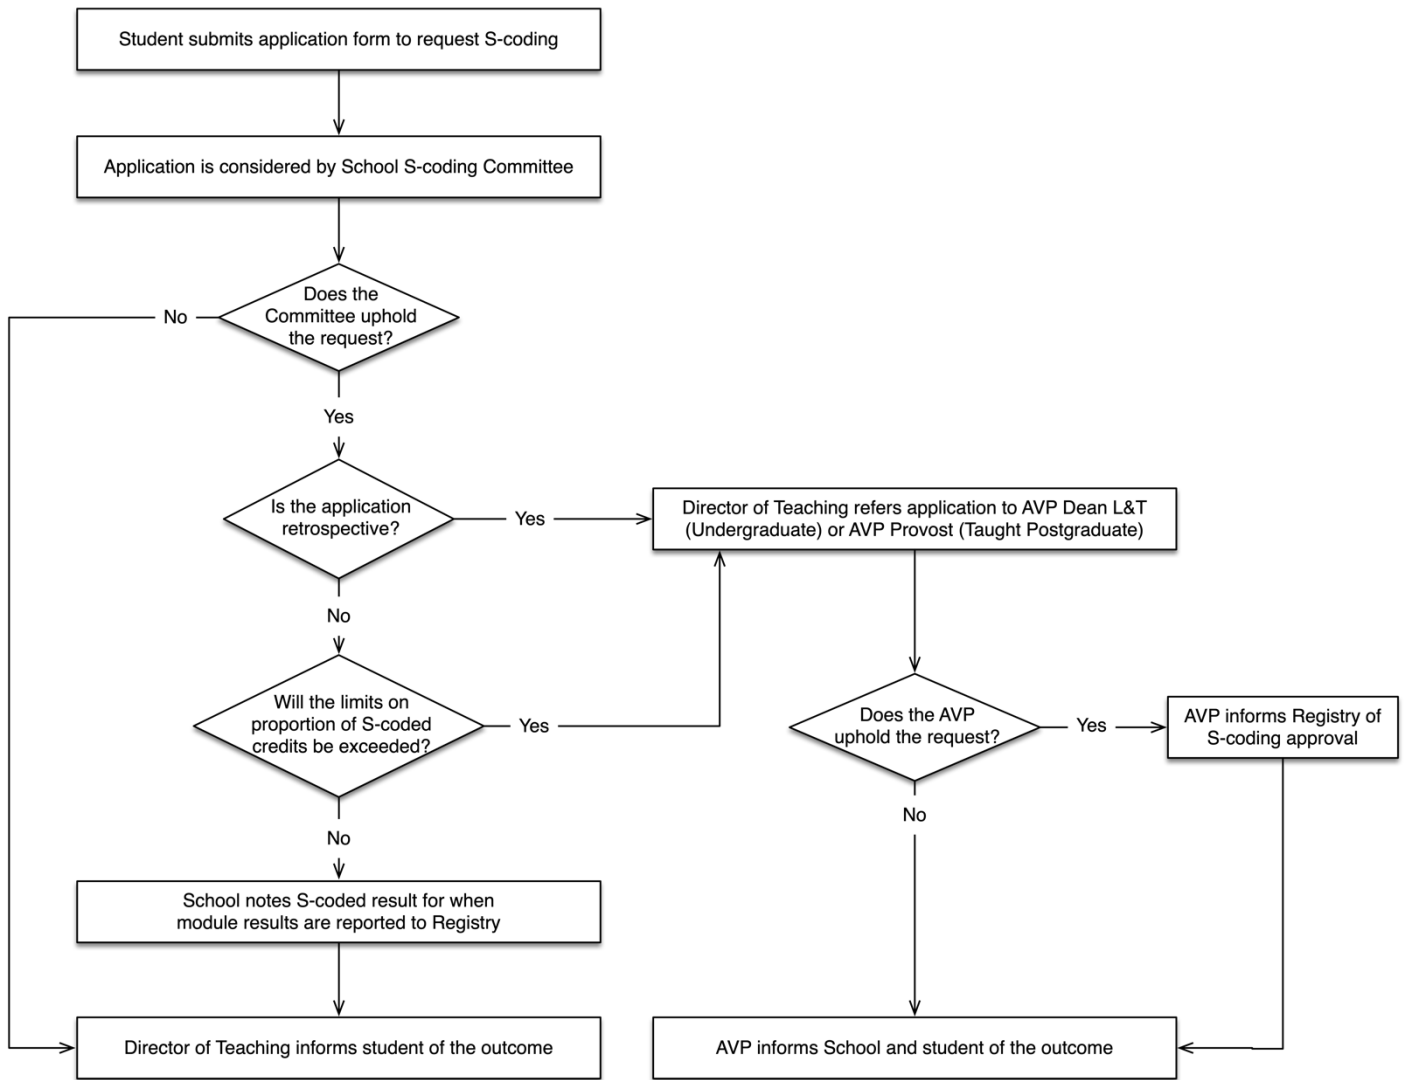 Student submits application form to request S-coding
Application is considered by School S-coding Committee
Does the
Committee uphold
the request?
No
Yes
Is the application
retrospective?
Yes
Director of Teaching refers application to AVP Dean L&T
(Undergraduate) or AVP Provost (Taught Postgraduate)
No
Will the limits on
proportion of S-coded
credits be exceeded?
Yes
Does the AVP
uphold the request?
Yes
AVP informs Registry of
S-coding approval
No
No
School notes S-coded result for when
module results are reported to Registry
Director of Teaching informs student of the outcome
AVP informs School and student of the outcome